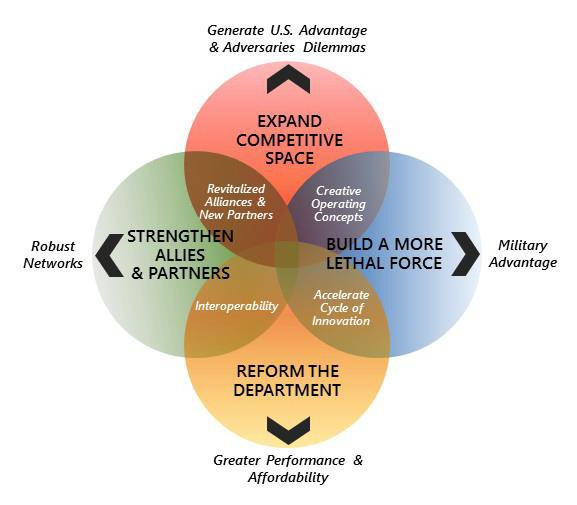 Generate U.S. Advantage
& Adversaries Dilemmas
EXPAND
COMPETITIVE
SPACE
Revitalized
Alliances &
New Partners
Creative
Operating
Concepts
Robust
Networks
STRENGTHEN
ALLIES
& PARTNERS
BUILD A MORE
LETHAL FORCE
Military
Advantage
Interoperability
Accelerate
Cycle of
Innovation
REFORM THE
DEPARTMENT
Greater Performance &
Affordability